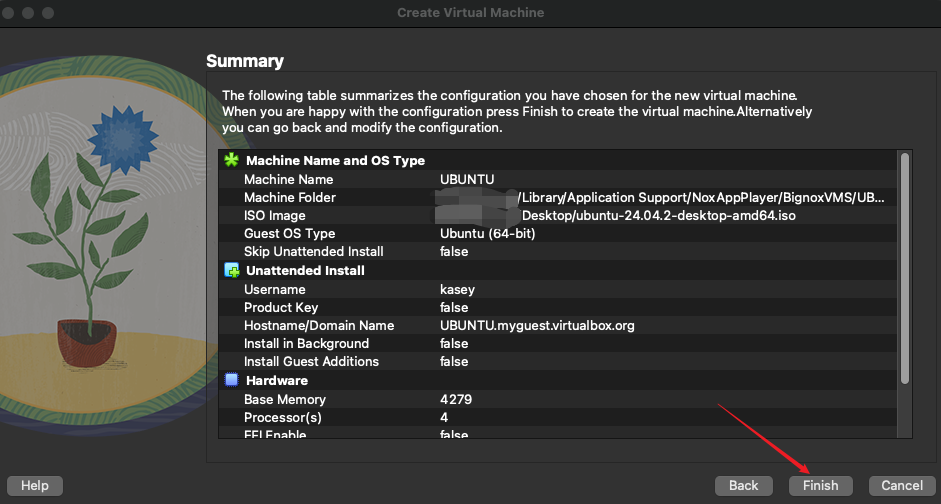 Create Virtual Machine
Summary
The following table summarizes the configuration you have chosen for the new virtual machine.
When you are happy with the configuration press Finish to create the virtual machine.Alternatively
you can go back and modify the configuration.
Machine Name and OS Type
Machine Name UBUNTU
Machine Folder /Library/Application Support/NoxAppPlayer/BignoxVMS/UB...
ISO Image Desktop/ubuntu-24.04.2-desktop-amd64.iso
Guest OS Type Ubuntu (64-bit)
Skip Unattended Install false
Unattended Install
Username kasey
Product Key false
Hostname/Domain Name UBUNTU.myguest.virtualbox.org
Install in Background false
Install Guest Additions false
Hardware
Base Memory 4279
Processor(s) 4
EFI Enable false
Help Back Finish Cancel